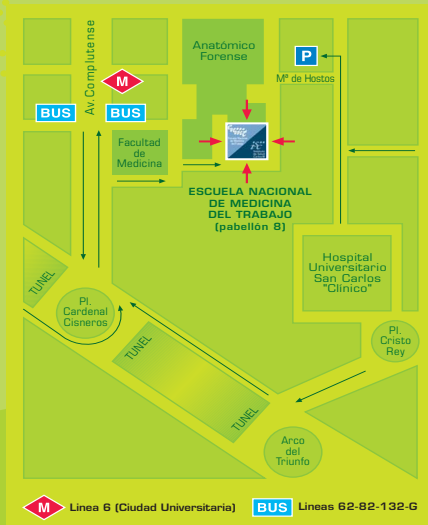 Av. Complutense
Anatómico
Forense
P
Mª de Hostos
M
BUS
BUS
Facultad
de
Medicina
ESCUELA NACIONAL
DE MEDICINA
DEL TRABAJO
(pabellón 8)
Hospital
Universitario
San Carlos
"Clínico"
TUNEL
Pl.
Cardenal
Cisneros
TUNEL
Pl.
Cristo
Rey
TUNEL
Arco
del
Triunfo
M Linea 6 (Ciudad Universitaria)
BUS Lineas 62-82-132-G